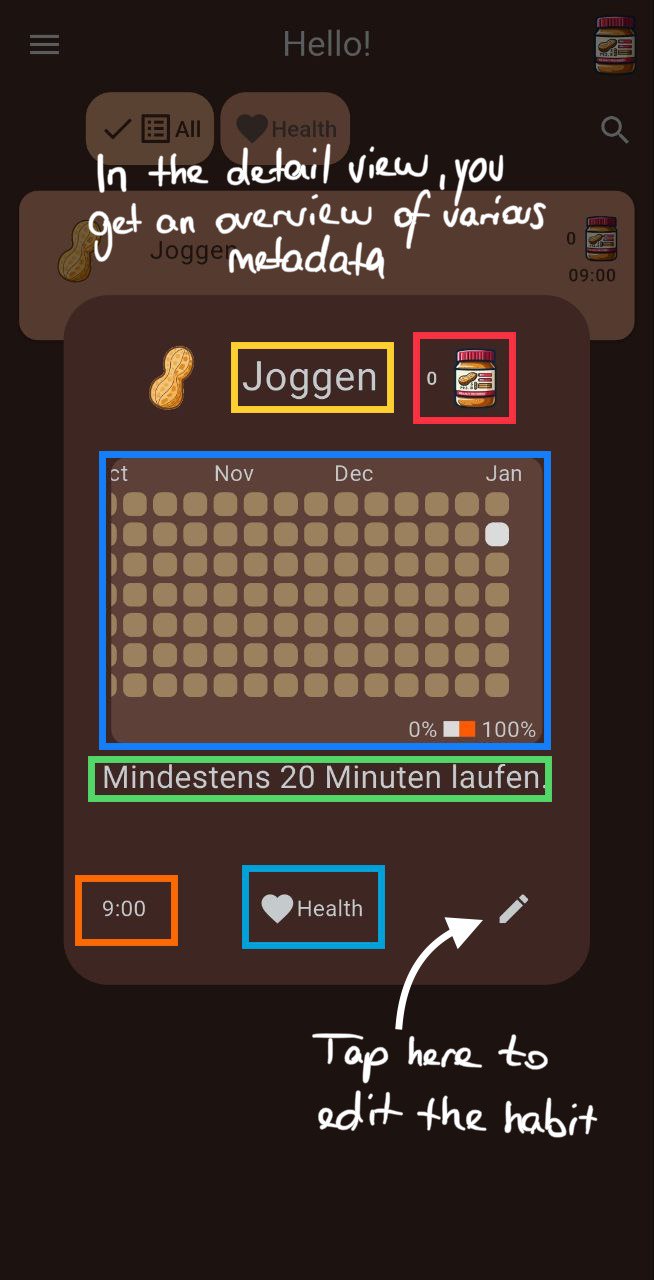 Hello!
All
Health
In the detail view, you
get an overview of various
metadata
Joggen
0
09:00
Joggen
0
ct Nov Dec Jan
0% 100%
Mindestens 20 Minuten laufen.
9:00
Health
Tap here to
edit the habit